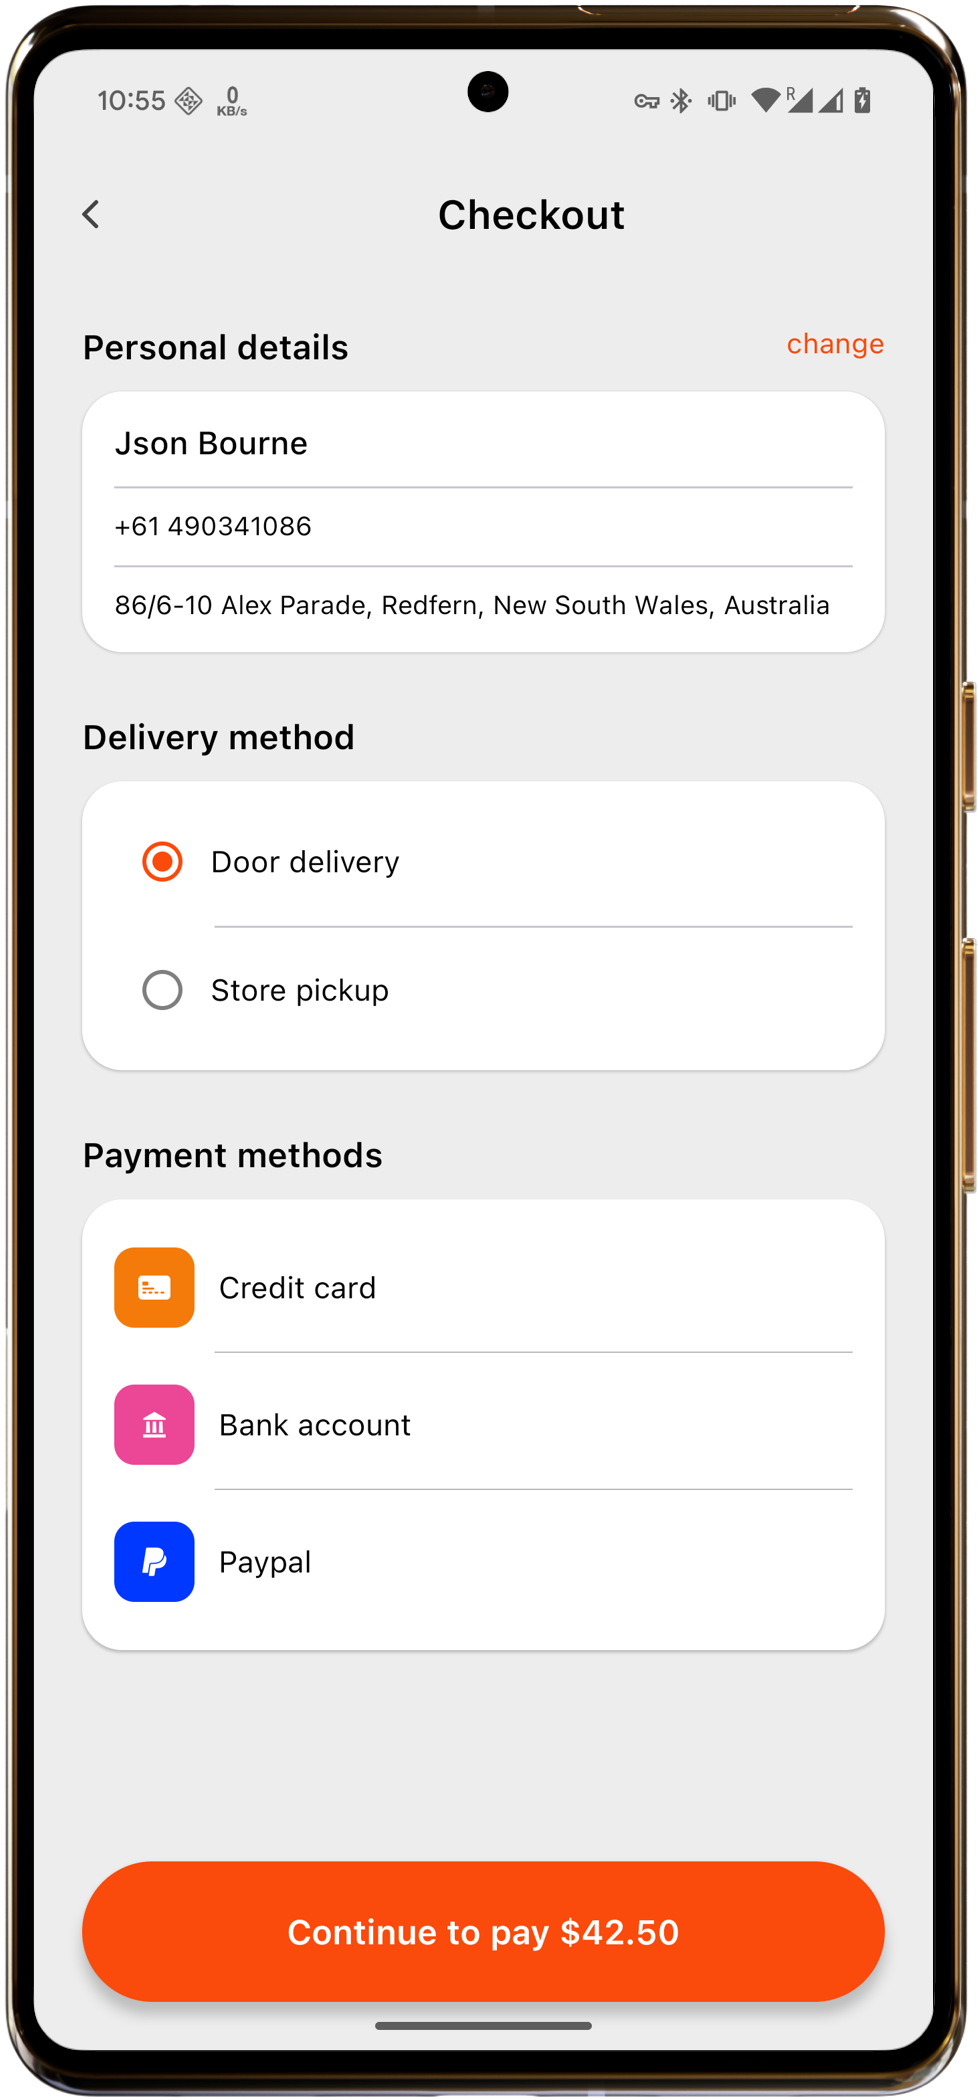 10:55 0 KB/s R
Checkout
Personal details change
Json Bourne
+61 490341086
86/6-10 Alex Parade, Redfern, New South Wales, Australia
Delivery method
Door delivery
Store pickup
Payment methods
Credit card
Bank account
Paypal
Continue to pay $42.50